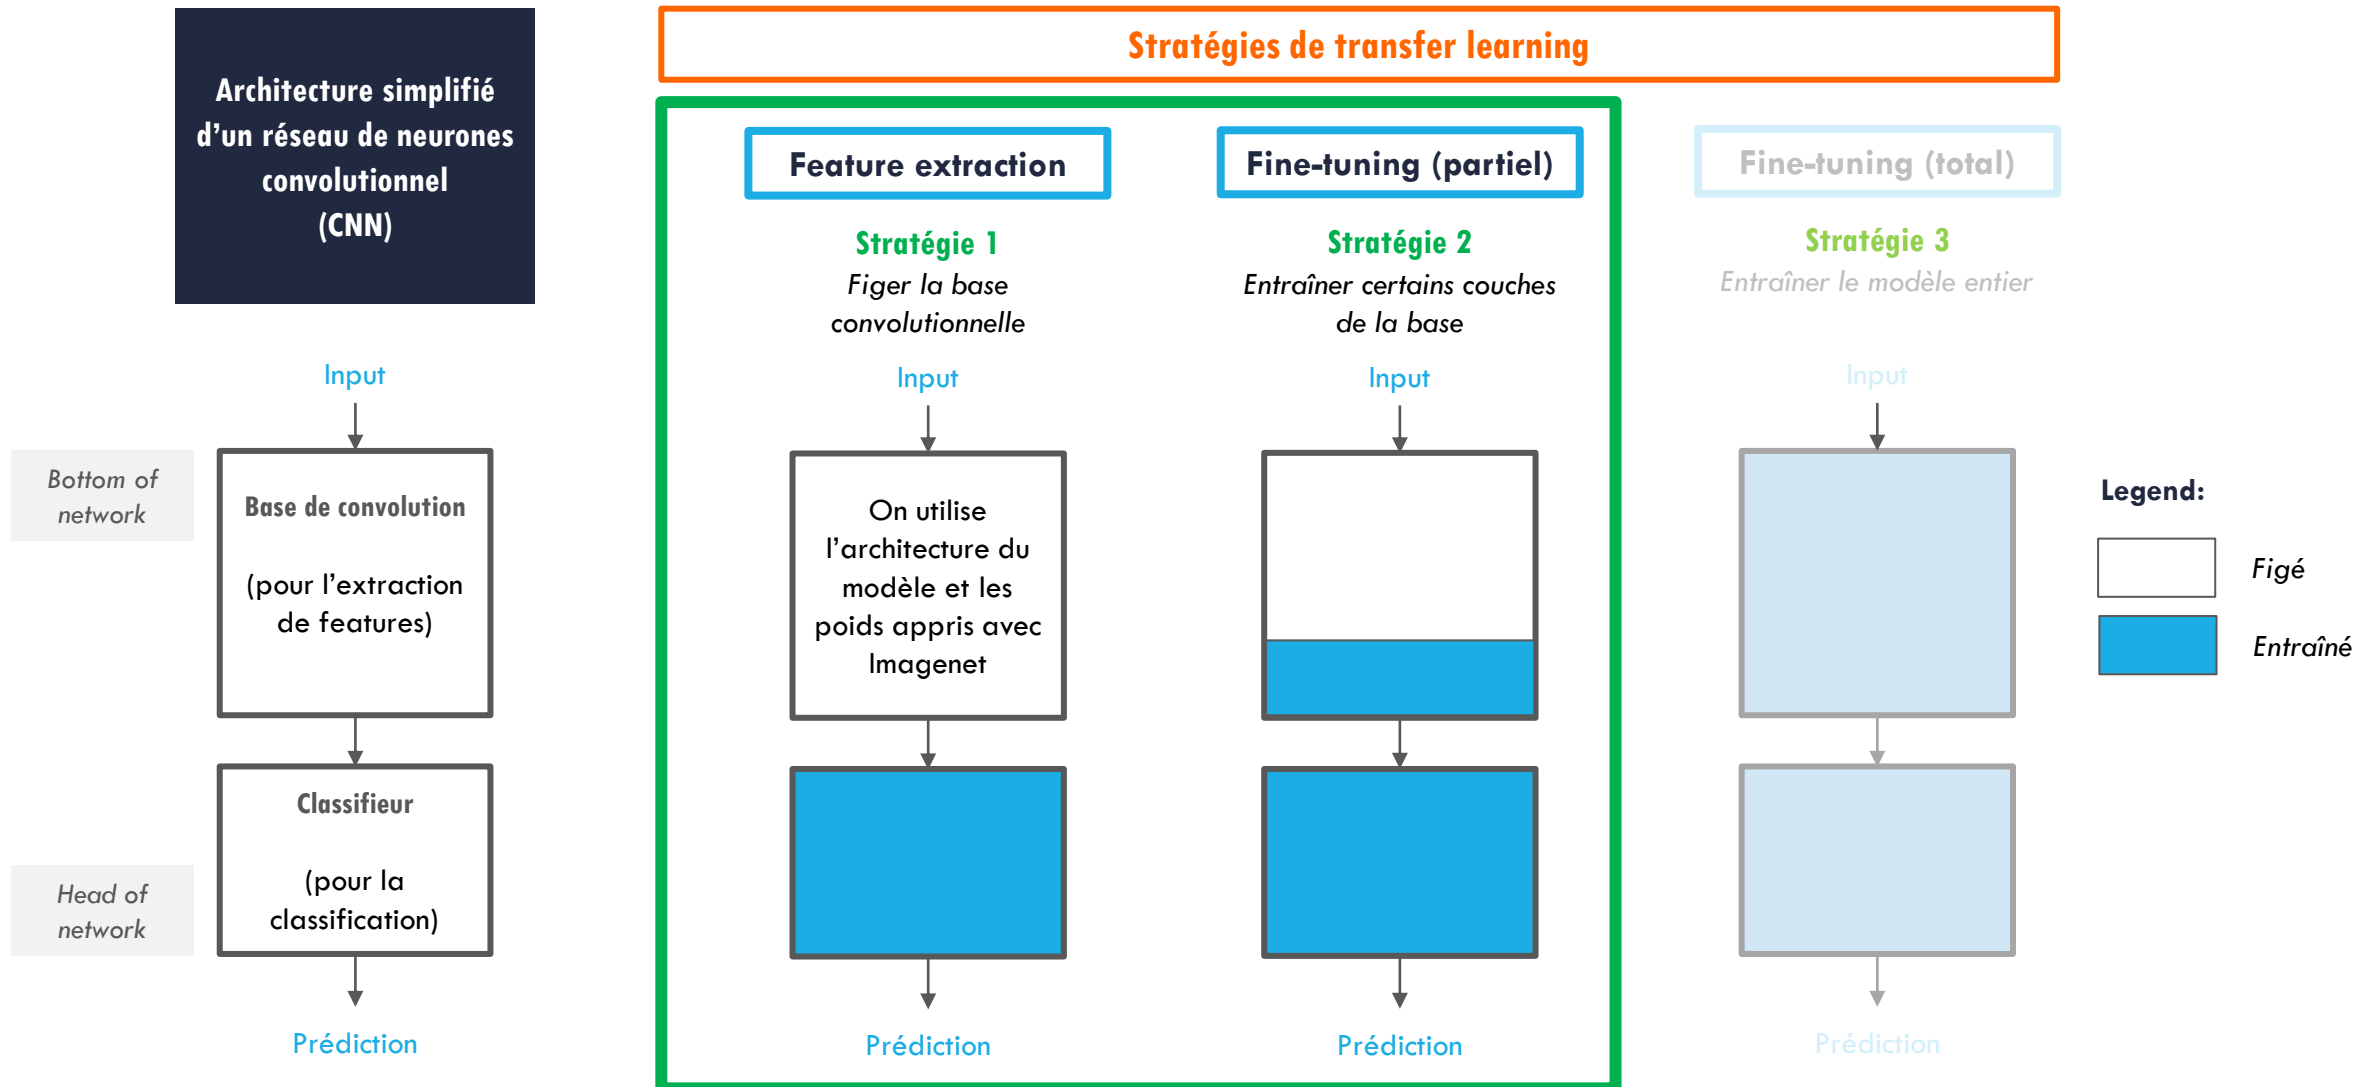 Architecture simplifié
d'un réseau de neurones
convolutionnel
(CNN)
Input
Bottom of
network
Base de convolution
(pour l'extraction
de features)
Classifieur
(pour la
classification)
Head of
network
Prédiction
Stratégies de transfer learning
Feature extraction
Stratégie 1
Figer la base
convolutionnelle
Input
On utilise
l'architecture du
modèle et les
poids appris avec
Imagenet
Prédiction
Fine-tuning (partiel)
Stratégie 2
Entraîner certains couches
de la base
Input
Prédiction
Fine-tuning (total)
Stratégie 3
Entraîner le modèle entier
Input
Prédiction
Legend:
Figé
Entraîné